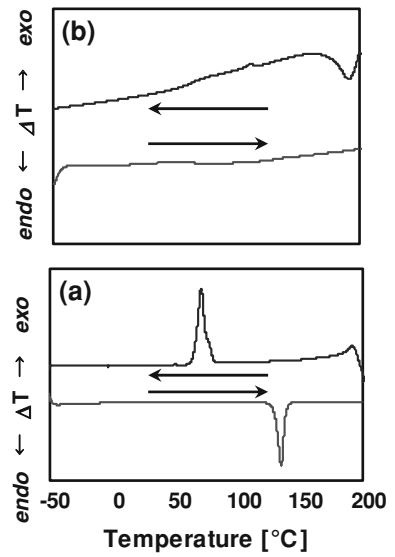 (b)
endo ← ΔT → exo
(a)
endo ← ΔT → exo
-50 0 50 100 150 200
Temperature [°C]